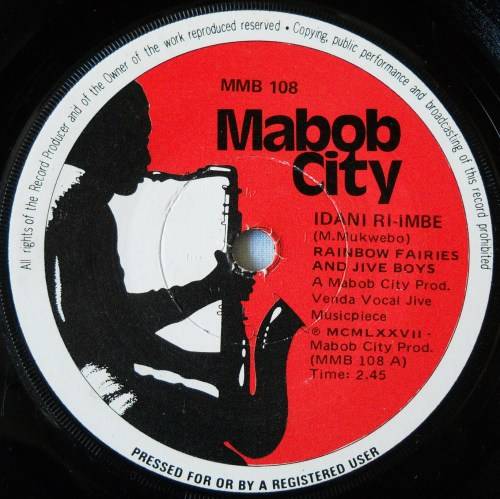 All rights of the Record Producer and of the Owner of the work reproduced reserved • Copying, public performance and broadcasting of this record prohibited
MMB 108
Mabob
City
IDANI RI-IMBE
(M.Mukwebo)
RAINBOW FAIRIES
AND JIVE BOYS
A Mabob City Prod.
Venda Vocal Jive
Musicpiece
℗ MCMLXXVII -
Mabob City Prod.
(MMB 108 A)
Time: 2.45
PRESSED FOR OR BY A REGISTERED USER